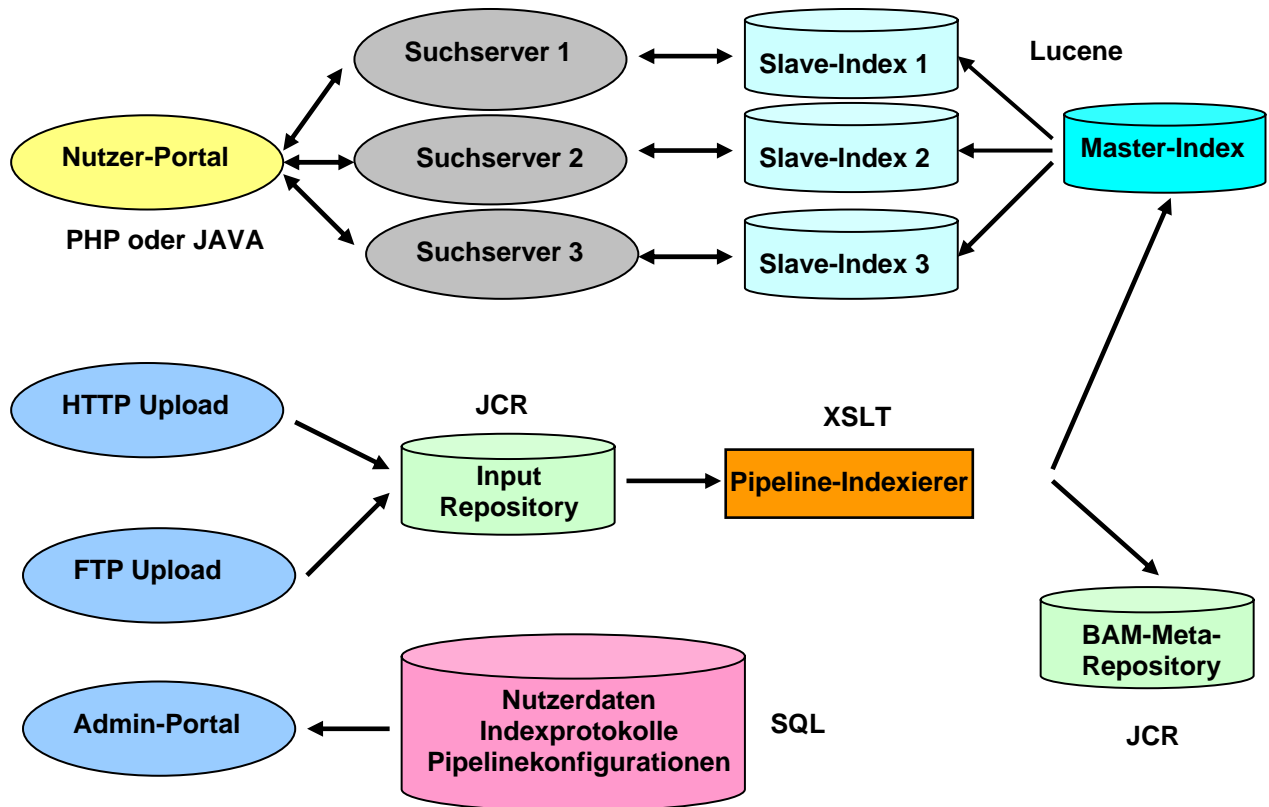 Suchserver 1
Slave-Index 1
Lucene
Nutzer-Portal
Suchserver 2
Slave-Index 2
Master-Index
PHP oder JAVA
Suchserver 3
Slave-Index 3
HTTP Upload
JCR
XSLT
Input
Repository
Pipeline-Indexierer
FTP Upload
BAM-Meta-
Repository
JCR
Admin-Portal
Nutzerdaten
Indexprotokolle
Pipelinekonfigurationen
SQL